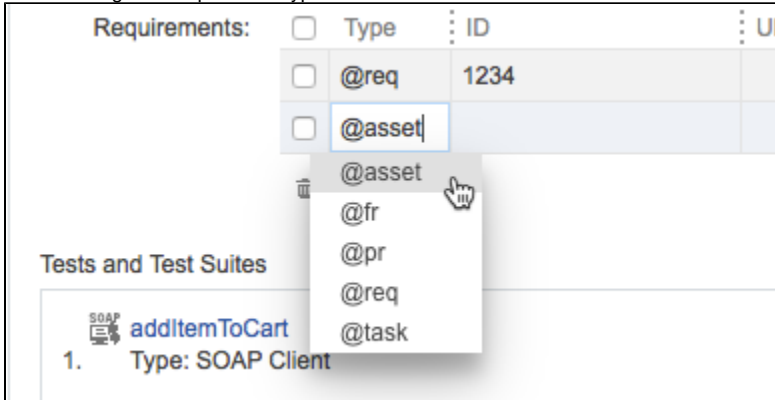 Requirements: Type ID
@req 1234
@asset
@asset
@fr
@pr
@req
@task
Tests and Test Suites
SOAP
addItemToCart
1. Type: SOAP Client